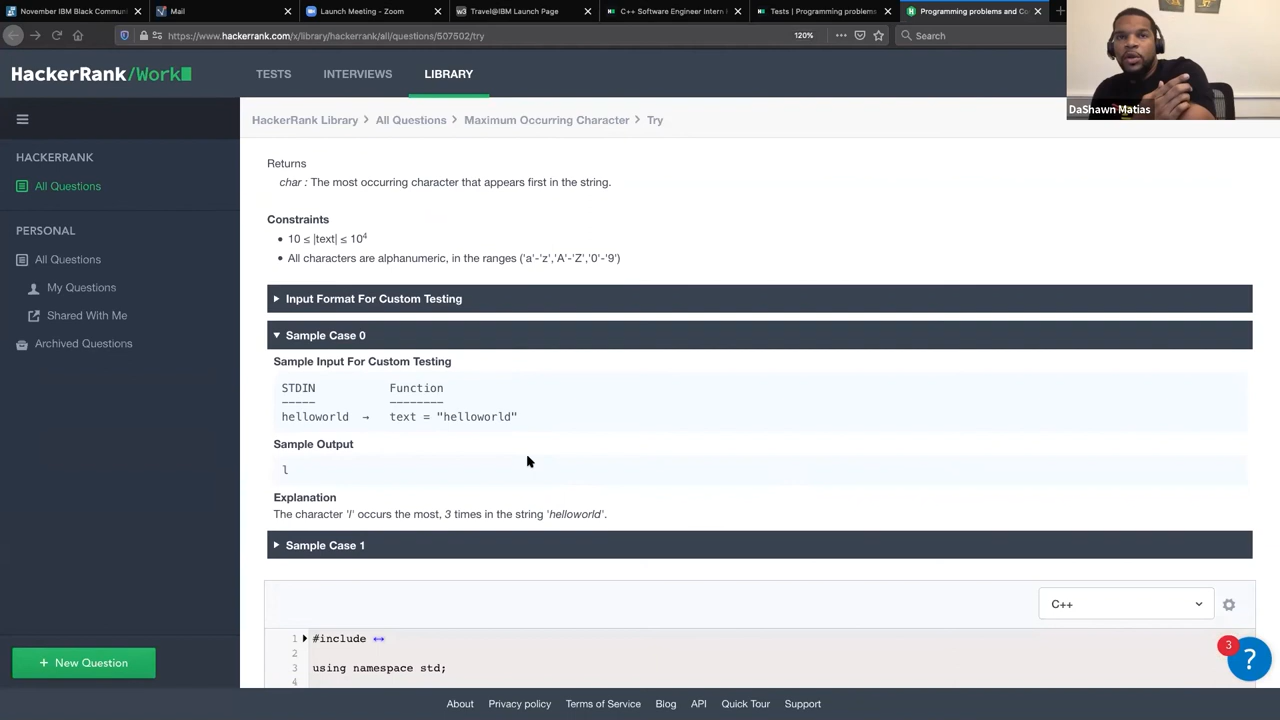 November IBM Black Commun
Mail
Launch Meeting - Zoom
Travel@IBM Launch Page
C++ Software Engineer Intern
Tests | Programming problems
Programming problems and Co
https://www.hackerrank.com/x/library/hackerrank/all/questions/507502/try
120%
Search
DaShawn Matias
HackerRank/Work
TESTS
INTERVIEWS
LIBRARY
HackerRank Library > All Questions > Maximum Occurring Character > Try
HACKERRANK
All Questions
PERSONAL
All Questions
My Questions
Shared With Me
Archived Questions
+ New Question
Returns
char : The most occurring character that appears first in the string.
Constraints
• 10 ≤ |text| ≤ 10⁴
• All characters are alphanumeric, in the ranges ('a'-'z','A'-'Z','0'-'9')
Input Format For Custom Testing
Sample Case 0
Sample Input For Custom Testing
STDIN Function
----- --------
helloworld → text = "helloworld"
Sample Output
l
Explanation
The character 'l' occurs the most, 3 times in the string 'helloworld'.
Sample Case 1
C++
1 #include
2
3 using namespace std;
4
3
?
About Privacy policy Terms of Service Blog API Quick Tour Support